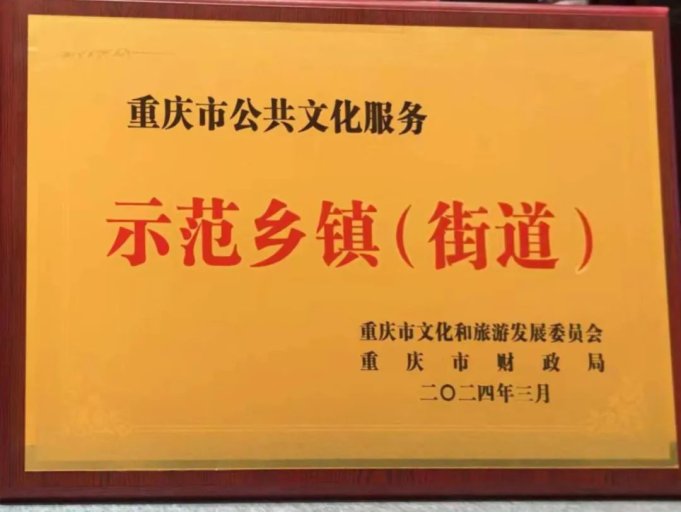 重庆市公共文化服务
示范乡镇(街道)
重庆市文化和旅游发展委员会
重庆市财政局
二〇二四年三月